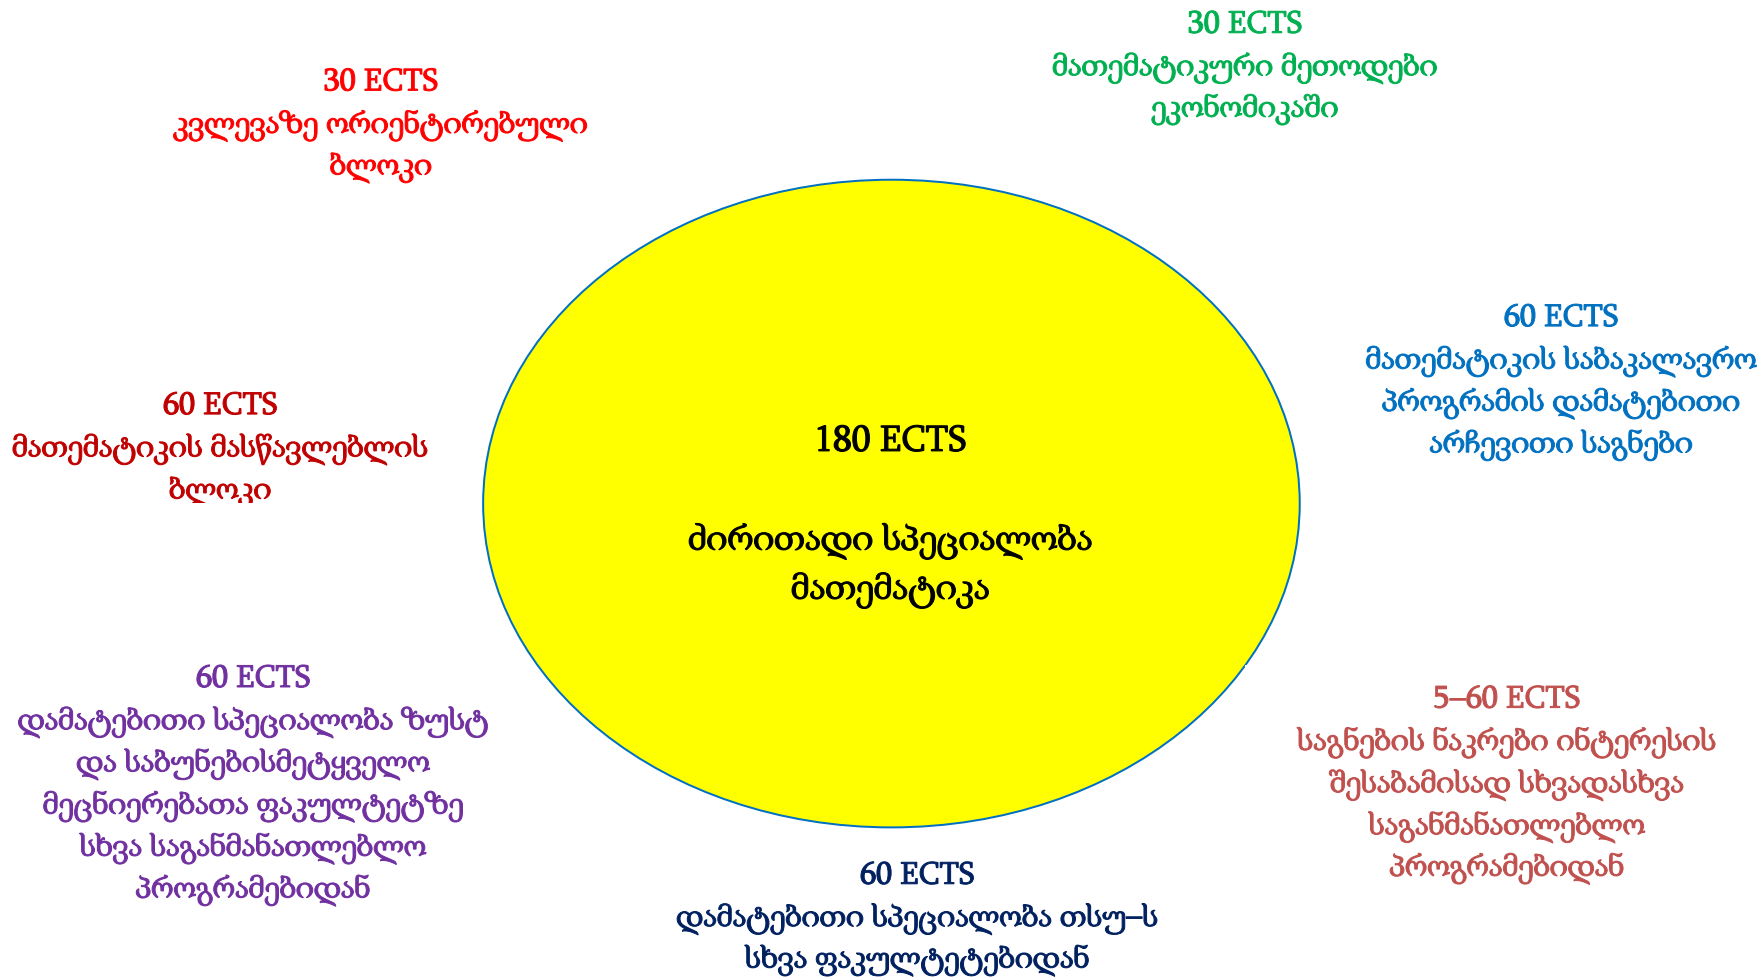 30 ECTS
მათემატიკური მეთოდები
ეკონომიკაში
30 ECTS
კვლევაზე ორიენტირებული
ბლოკი
60 ECTS
მათემატიკის საბაკალავრო
პროგრამის დამატებითი
არჩევითი საგნები
60 ECTS
მათემატიკის მასწავლებლის
ბლოკი
180 ECTS
ძირითადი სპეციალობა
მათემატიკა
60 ECTS
დამატებითი სპეციალობა ზუსტ
და საბუნებისმეტყველო
მეცნიერებათა ფაკულტეტზე
სხვა საგანმანათლებლო
პროგრამებიდან
5–60 ECTS
საგნების ნაკრები ინტერესის
შესაბამისად სხვადასხვა
საგანმანათლებლო
პროგრამებიდან
60 ECTS
დამატებითი სპეციალობა თსუ–ს
სხვა ფაკულტეტებიდან